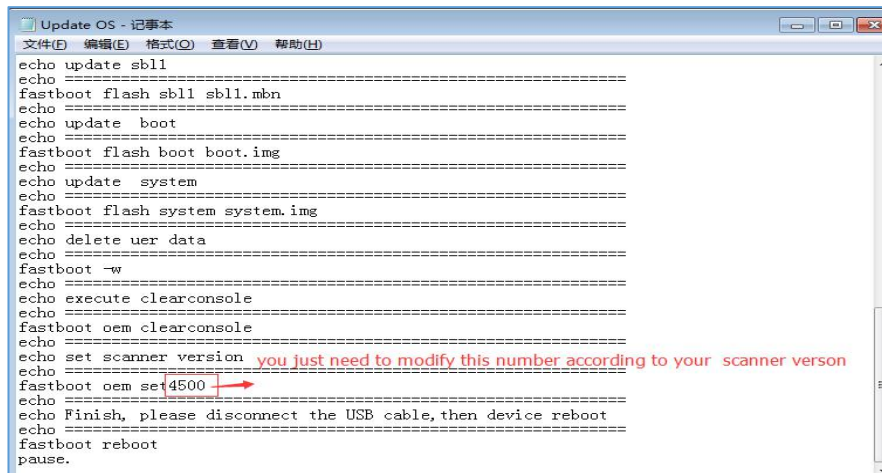 Update OS - 记事本
文件(F) 编辑(E) 格式(O) 查看(V) 帮助(H)
echo update sbl1
echo ==========================================================
fastboot flash sbl1 sbl1.mbn
echo ==========================================================
echo update  boot
echo ==========================================================
fastboot flash boot boot.img
echo ==========================================================
echo update  system
echo ==========================================================
fastboot flash system system.img
echo ==========================================================
echo delete uer data
echo ==========================================================
fastboot -w
echo ==========================================================
echo execute clearconsole
echo ==========================================================
fastboot oem clearconsole
echo ==========================================================
echo set scanner version you just need to modify this number according to your scanner verson
echo ==========================================================
fastboot oem set4500
echo ==========================================================
echo Finish, please disconnect the USB cable,then device reboot
echo ==========================================================
fastboot reboot
pause.